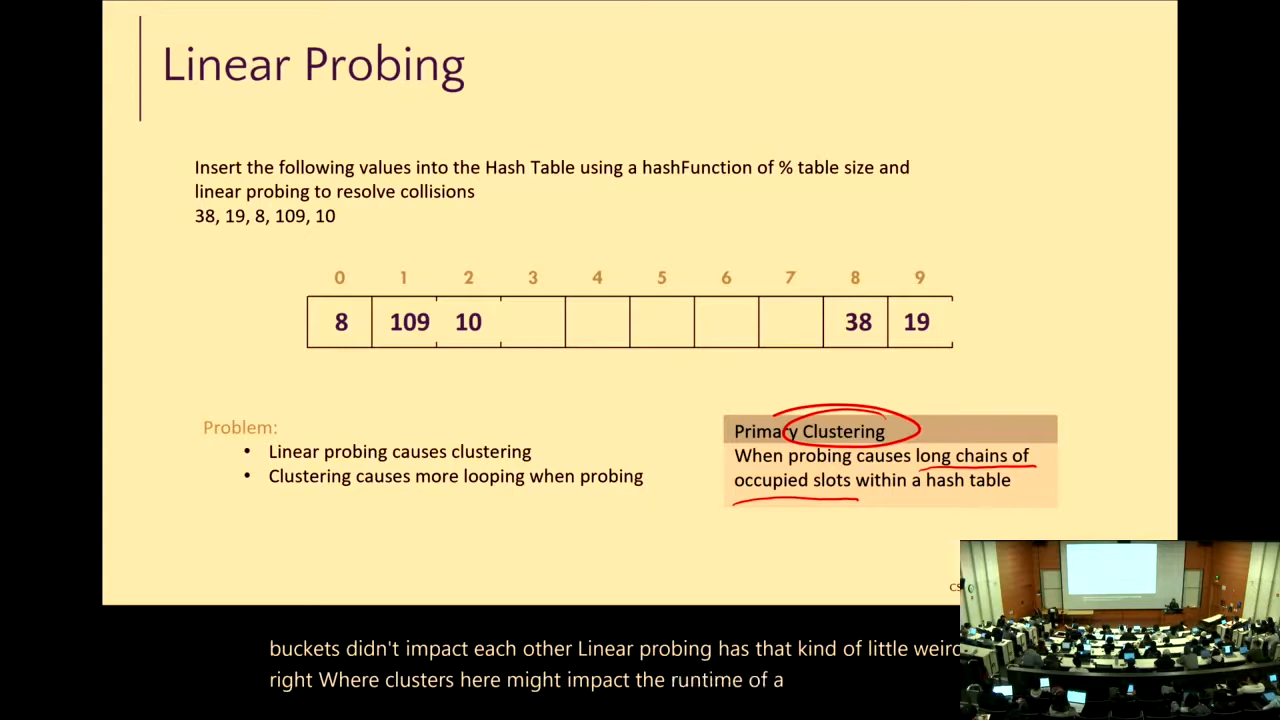 Linear Probing
Insert the following values into the Hash Table using a hashFunction of % table size and
linear probing to resolve collisions
38, 19, 8, 109, 10
0 1 2 3 4 5 6 7 8 9
8 109 10 38 19
Problem:
• Linear probing causes clustering
• Clustering causes more looping when probing
Primary Clustering
When probing causes long chains of
occupied slots within a hash table
CS
buckets didn't impact each other Linear probing has that kind of little weird
right Where clusters here might impact the runtime of a